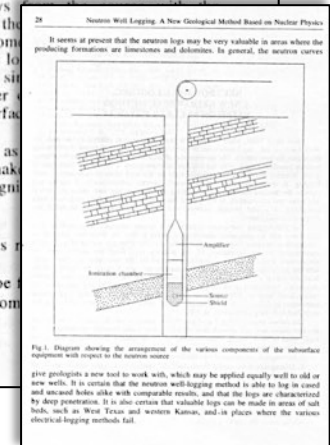 28 Neutron Well Logging. A New Geological Method Based on Nuclear Physics
It seems at present that the neutron logs may be very valuable in areas where the
producing formations are limestones and dolomites. In general, the neutron curves
Amplifier
Ionization chamber
Source
Shield
Fig.1. Diagram showing the arrangement of the various components of the subsurface
equipment with respect to the neutron source
give geologists a new tool to work with, which may be applied equally well to old or
new wells. It is certain that the neutron well-logging method is able to log in cased
and uncased holes alike with comparable results, and that the logs are characterized
by deep penetration. It is also certain that valuable logs can be made in areas of salt
beds, such as West Texas and western Kansas, and in places where the various
electrical-logging methods fail.